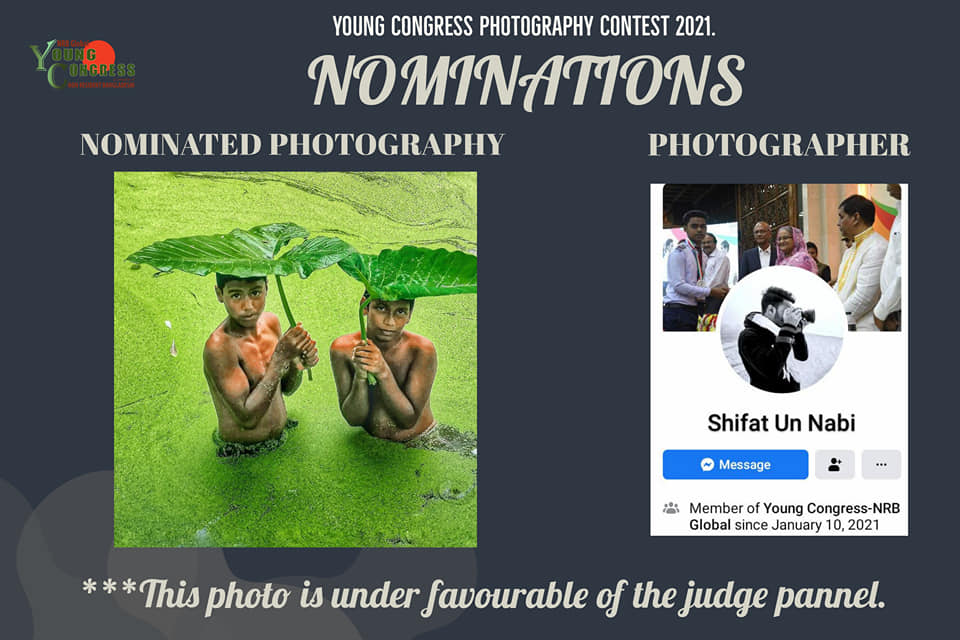 YOUNG CONGRESS PHOTOGRAPHY CONTEST 2021.
NOMINATIONS
YOUNG
CONGRESS
NOMINATED PHOTOGRAPHY
PHOTOGRAPHER
Shifat Un Nabi
Message
Member of Young Congress-NRB
Global since January 10, 2021
***This photo is under favourable of the judge pannel.